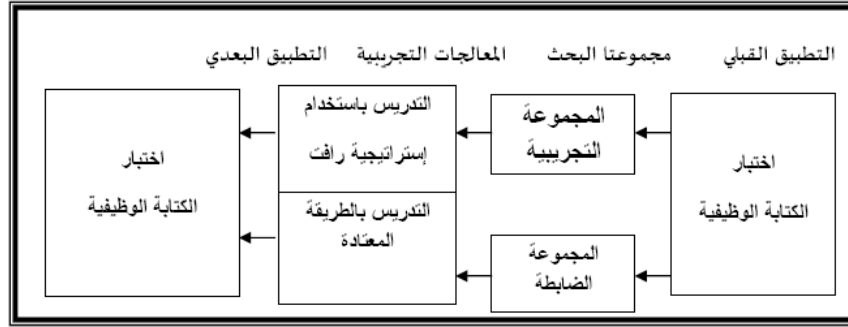 التطبيق القبلي
مجموعتا البحث
المعالجات التجريبية
التطبيق البعدي
اختبار
الكتابة الوظيفية
المجموعة
التجريبية
المجموعة
الضابطة
التدريس باستخدام
إستراتيجية رافت
التدريس بالطريقة
المعتادة
اختبار
الكتابة الوظيفية